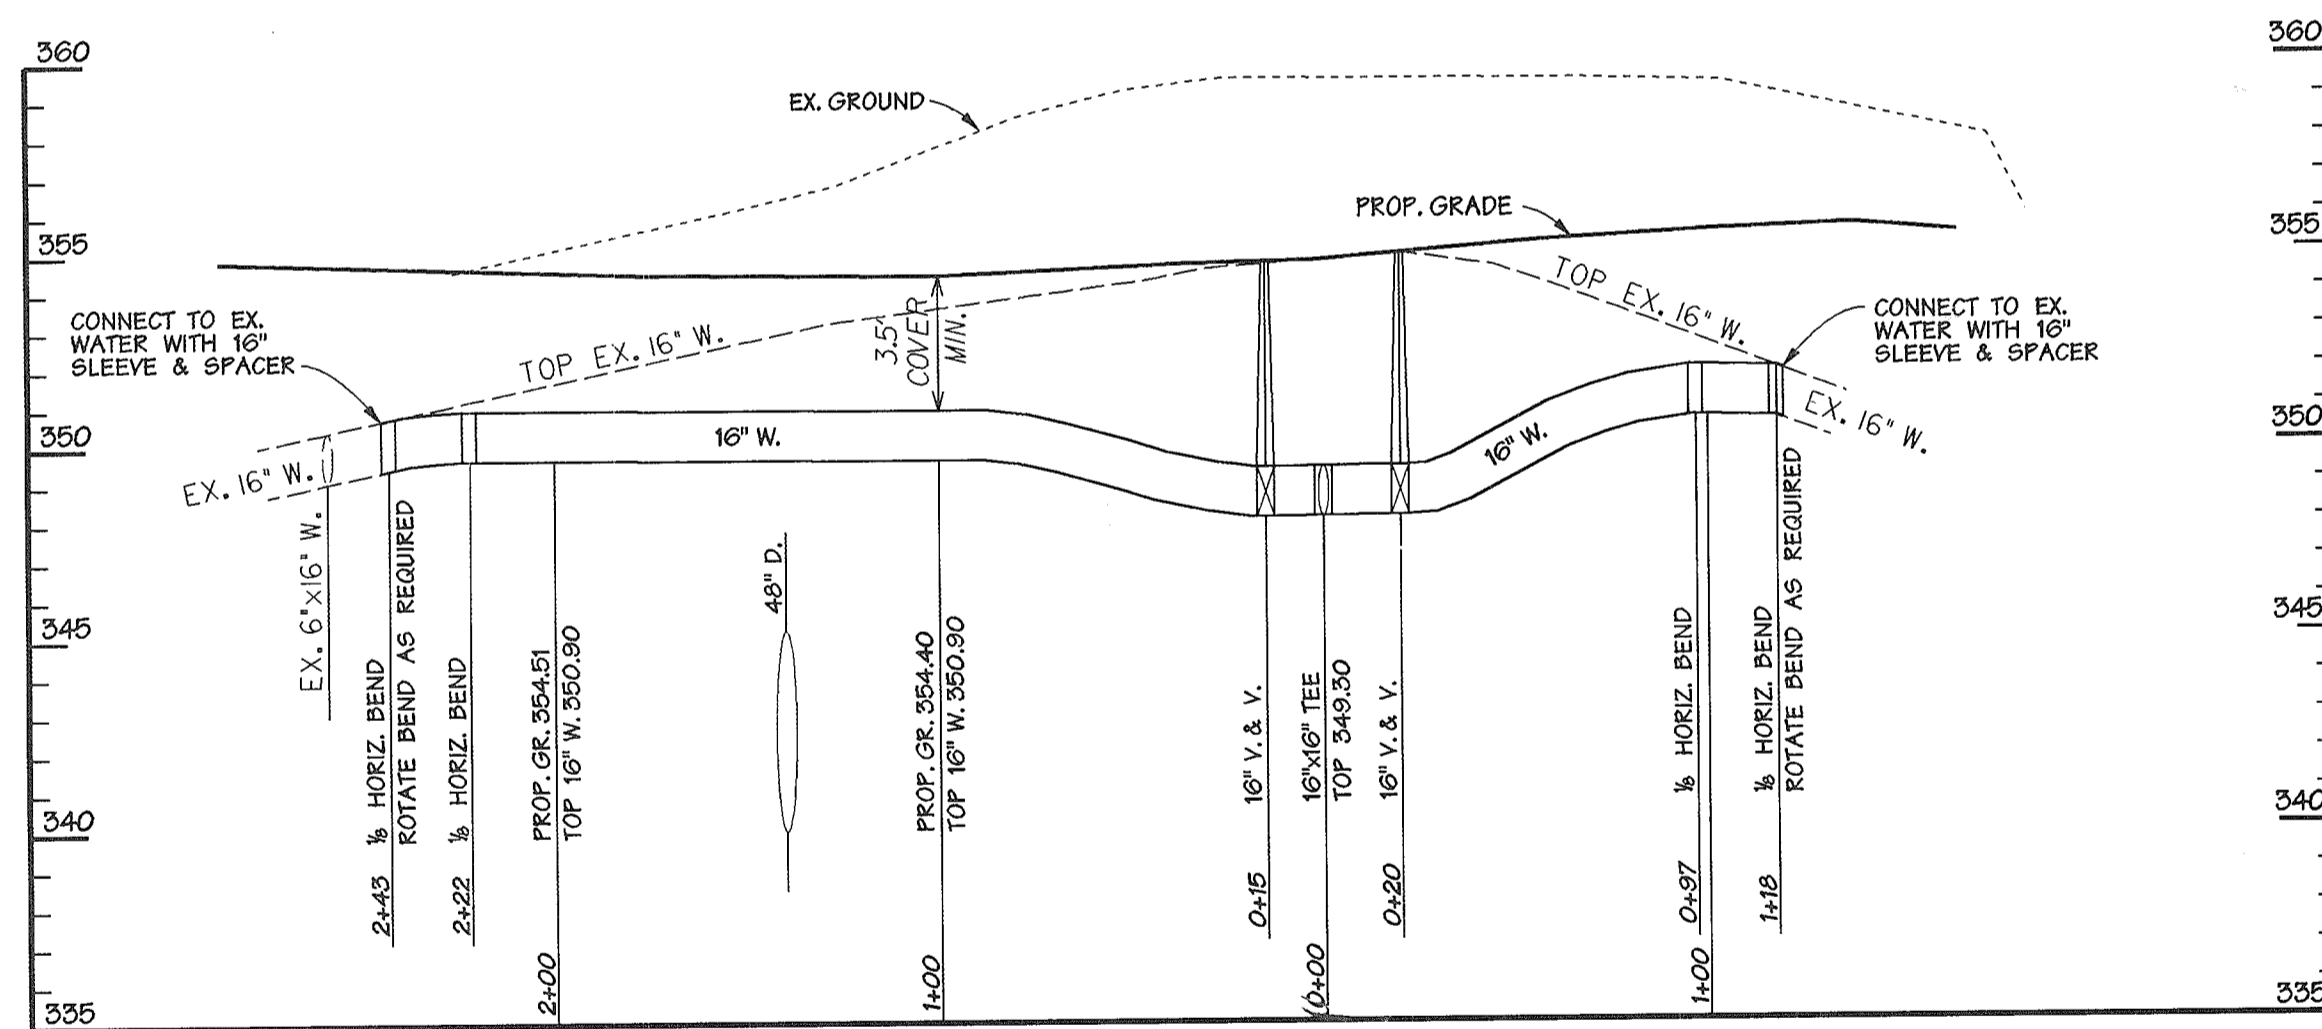 360
360
EX. GROUND
PROP. GRADE
355
355
CONNECT TO EX.
WATER WITH 16"
SLEEVE & SPACER
TOP EX. 16" W.
3.5'
COVER
MIN.
TOP EX. 16" W.
CONNECT TO EX.
WATER WITH 16"
SLEEVE & SPACER
350
350
EX. 16" W.
16" W.
16" W.
EX. 16" W.
EX. 6"x16" W.
345
345
340
340
335
335
2+43 ⅛ HORIZ. BEND
ROTATE BEND AS REQUIRED
2+22 ⅛ HORIZ. BEND
PROP. GR. 354.51
TOP 16" W. 350.90
2+00
48" D.
PROP. GR. 354.40
TOP 16" W. 350.90
1+00
0+15 16" V. & V.
16"x16" TEE
TOP 349.30
0+00
0+20 16" V. & V.
0+97 ⅛ HORIZ. BEND
1+00
1+18 ⅛ HORIZ. BEND
ROTATE BEND AS REQUIRED